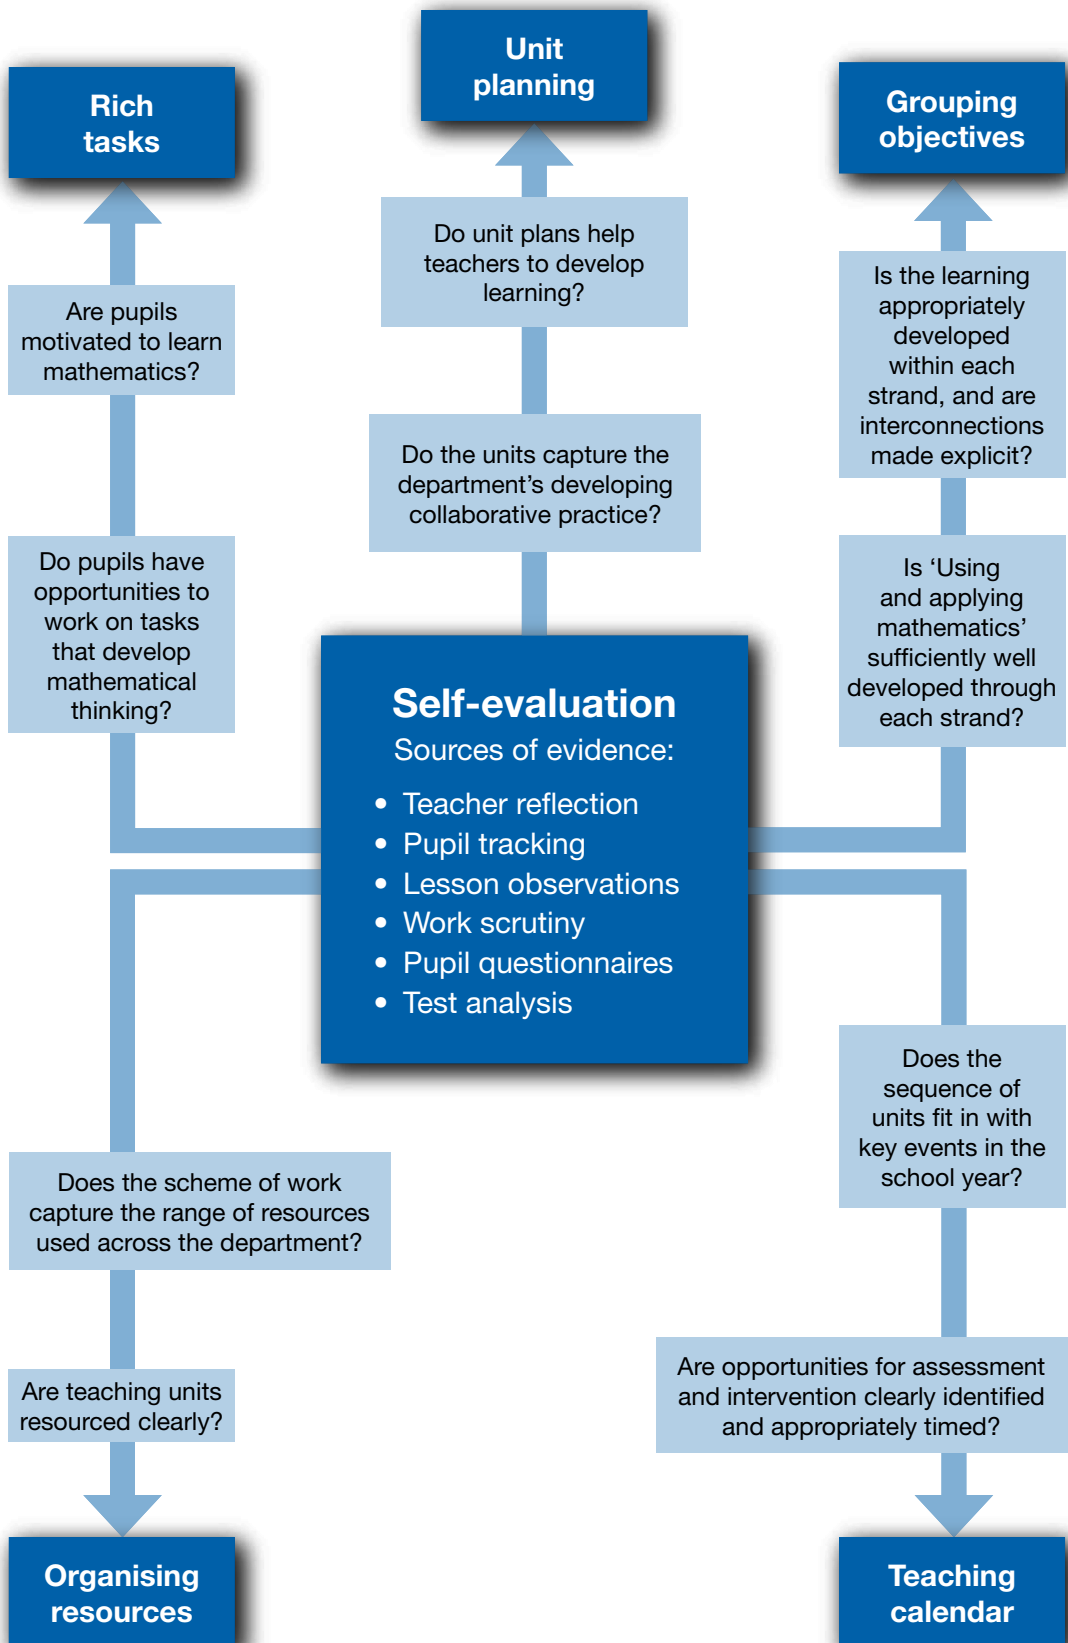 Unit
planning
Rich
tasks
Grouping
objectives
Do unit plans help
teachers to develop
learning?
Are pupils
motivated to learn
mathematics?
Is the learning
appropriately
developed
within each
strand, and are
interconnections
made explicit?
Do the units capture the
department’s developing
collaborative practice?
Do pupils have
opportunities to
work on tasks
that develop
mathematical
thinking?
Is ‘Using
and applying
mathematics’
sufficiently well
developed through
each strand?
Self-evaluation
Sources of evidence:
• Teacher reflection
• Pupil tracking
• Lesson observations
• Work scrutiny
• Pupil questionnaires
• Test analysis
Does the
sequence of
units fit in with
key events in the
school year?
Does the scheme of work
capture the range of resources
used across the department?
Are opportunities for assessment
and intervention clearly identified
and appropriately timed?
Are teaching units
resourced clearly?
Organising
resources
Teaching
calendar